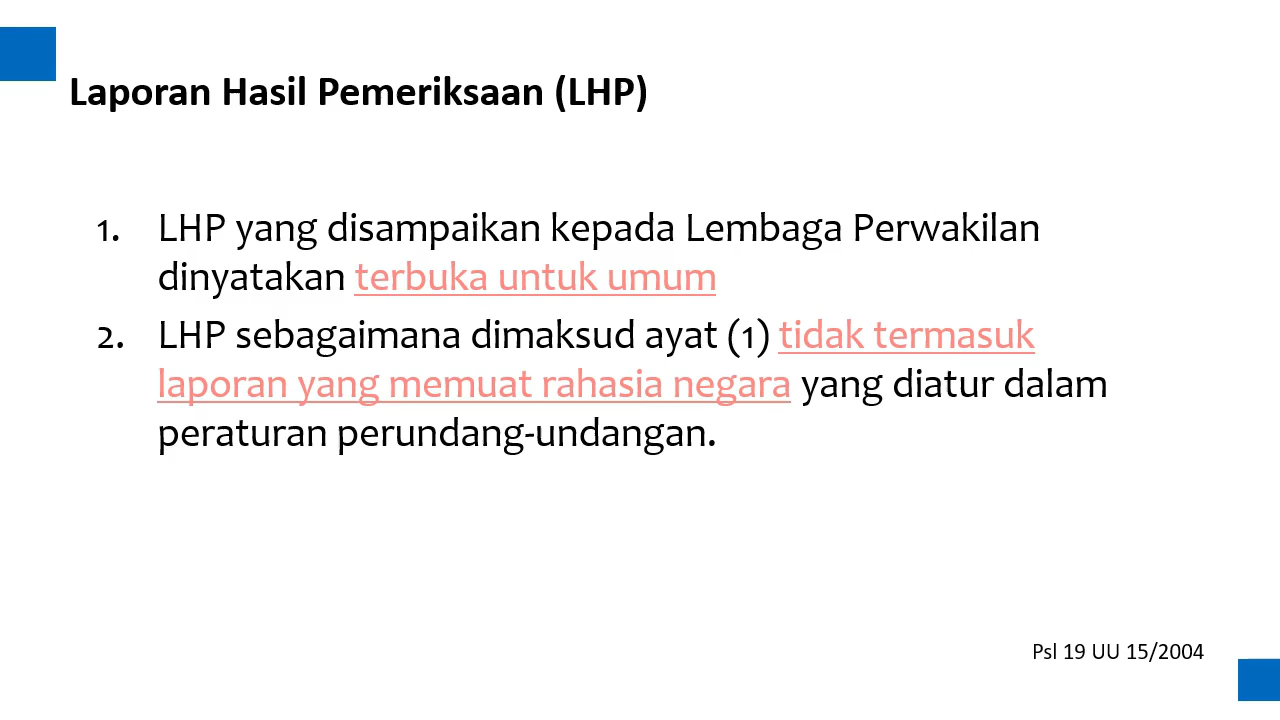 Laporan Hasil Pemeriksaan (LHP)
1. LHP yang disampaikan kepada Lembaga Perwakilan
dinyatakan terbuka untuk umum
2. LHP sebagaimana dimaksud ayat (1) tidak termasuk
laporan yang memuat rahasia negara yang diatur dalam
peraturan perundang-undangan.
Psl 19 UU 15/2004